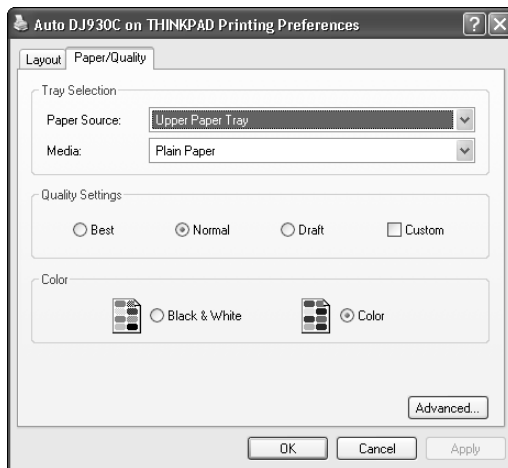 Auto DJ930C on THINKPAD Printing Preferences
Layout Paper/Quality
Tray Selection
Paper Source: Upper Paper Tray
Media: Plain Paper
Quality Settings
Best Normal Draft Custom
Color
Black & White Color
Advanced...
OK Cancel Apply